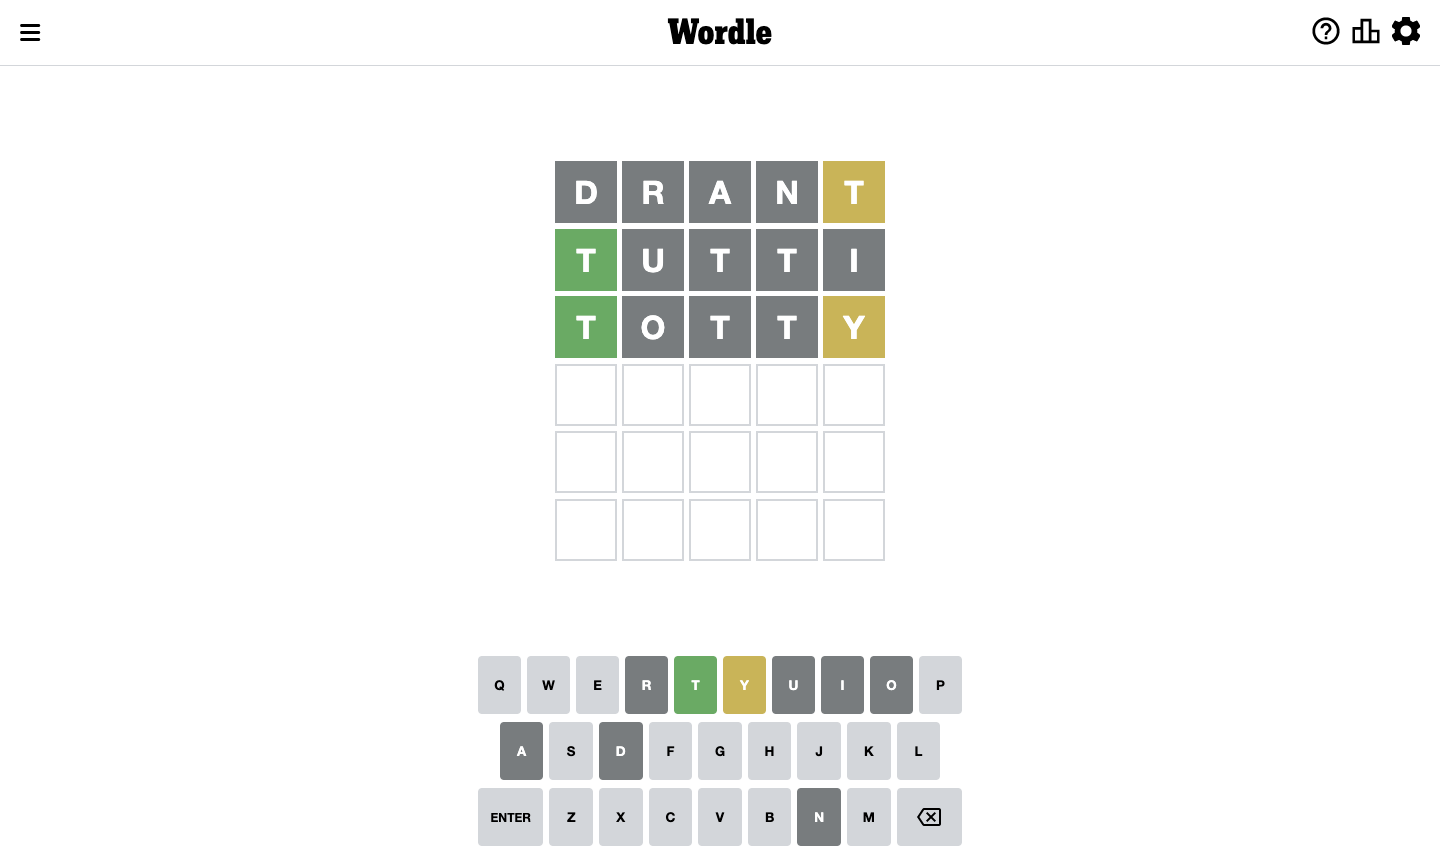 Wordle
D R A N T
T U T T I
T O T T Y
Q W E R T Y U I O P
A S D F G H J K L
ENTER Z X C V B N M